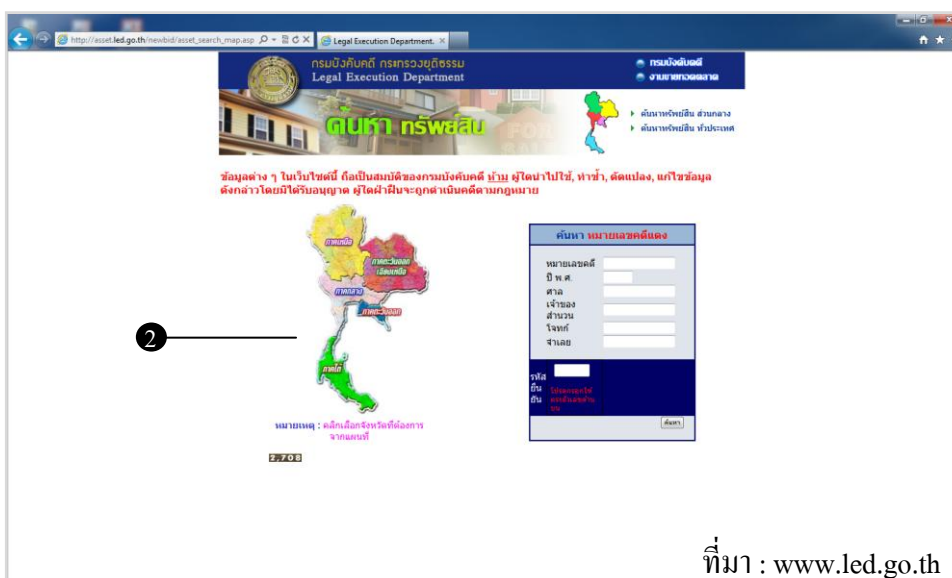 http://asset.led.go.th/newbid/asset_search_map.asp
Legal Execution Department.
กรมบังคับคดี กระทรวงยุติธรรม
Legal Execution Department
กรมบังคับคดี
งานขายทอดตลาด
ค้นหา ทรัพย์สิน
ค้นหาทรัพย์สิน ส่วนกลาง
ค้นหาทรัพย์สิน ทั่วประเทศ
ข้อมูลต่าง ๆ ในเว็บไซต์นี้ ถือเป็นสมบัติของกรมบังคับคดี ห้าม ผู้ใดนำไปใช้, ทำซ้ำ, ดัดแปลง, แก้ไขข้อมูล
ดังกล่าวโดยมิได้รับอนุญาต ผู้ใดฝ่าฝืนจะถูกดำเนินคดีตามกฎหมาย
ภาคเหนือ
ภาคตะวันออก
เฉียงเหนือ
ภาคกลาง
ภาคตะวันออก
ภาคใต้
2
หมายเหตุ : คลิกเลือกจังหวัดที่ต้องการ
จากแผนที่
2,708
ค้นหา หมายเลขคดีแดง
หมายเลขคดี
ปี พ.ศ.
ศาล
เจ้าของ
สำนวน
โจทก์
จำเลย
รหัส
ยืน
ยัน
ค้นหา
ที่มา : www.led.go.th